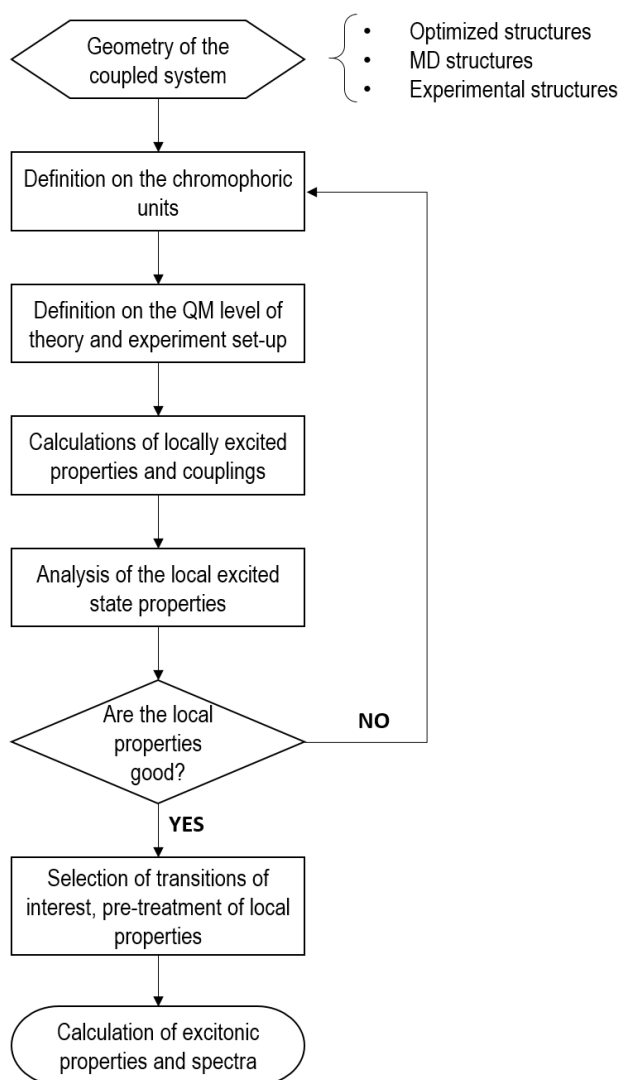 Geometry of the
coupled system
• Optimized structures
• MD structures
• Experimental structures
Definition on the chromophoric
units
Definition on the QM level of
theory and experiment set-up
Calculations of locally excited
properties and couplings
Analysis of the local excited
state properties
Are the local
properties
good?
NO
YES
Selection of transitions of
interest, pre-treatment of local
properties
Calculation of excitonic
properties and spectra